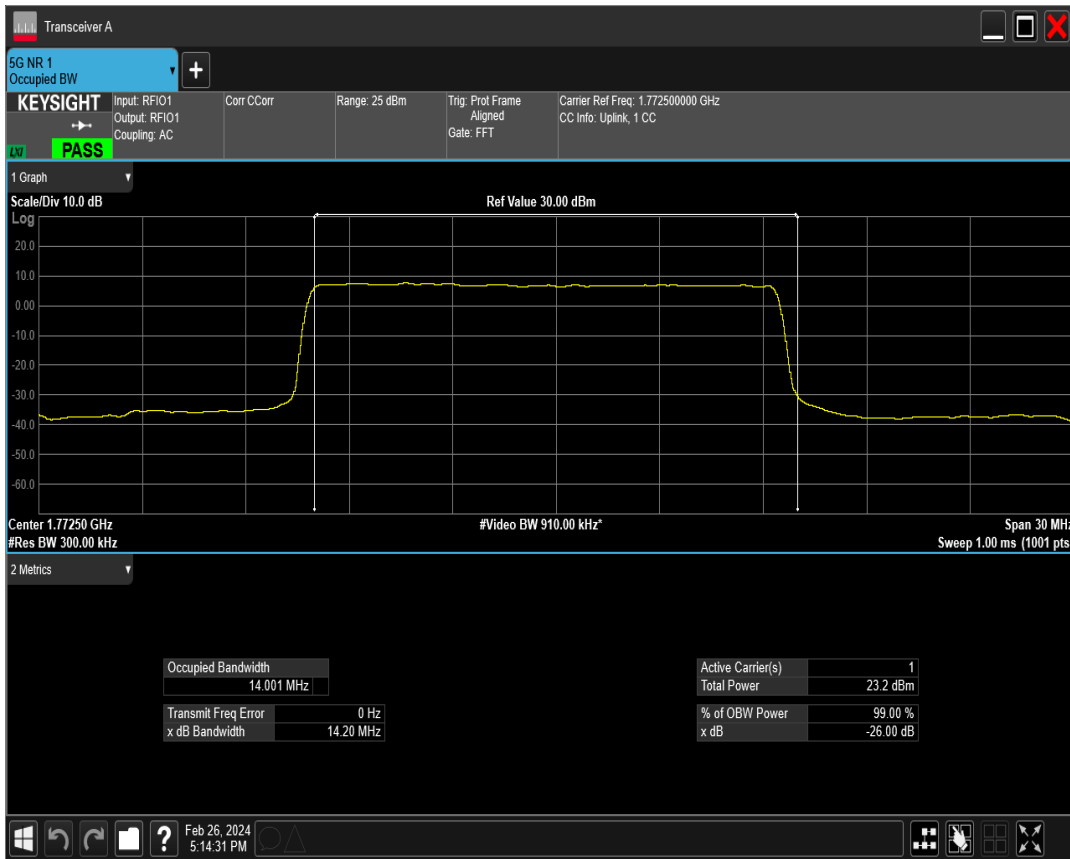 Transceiver A
5G NR 1
Occupied BW
+
KEYSIGHT
LXI
PASS
Input: RFIO1
Output: RFIO1
Coupling: AC
Corr CCorr
Range: 25 dBm
Trig: Prot Frame
Aligned
Gate: FFT
Carrier Ref Freq: 1.772500000 GHz
CC Info: Uplink, 1 CC
1 Graph
Scale/Div 10.0 dB
Ref Value 30.00 dBm
Log
20.0
10.0
0.00
-10.0
-20.0
-30.0
-40.0
-50.0
-60.0
Center 1.77250 GHz
#Video BW 910.00 kHz*
Span 30 MHz
#Res BW 300.00 kHz
Sweep 1.00 ms (1001 pts
2 Metrics
Occupied Bandwidth
14.001 MHz
Transmit Freq Error 0 Hz
x dB Bandwidth 14.20 MHz
Active Carrier(s) 1
Total Power 23.2 dBm
% of OBW Power 99.00 %
x dB -26.00 dB
?
Feb 26, 2024
5:14:31 PM